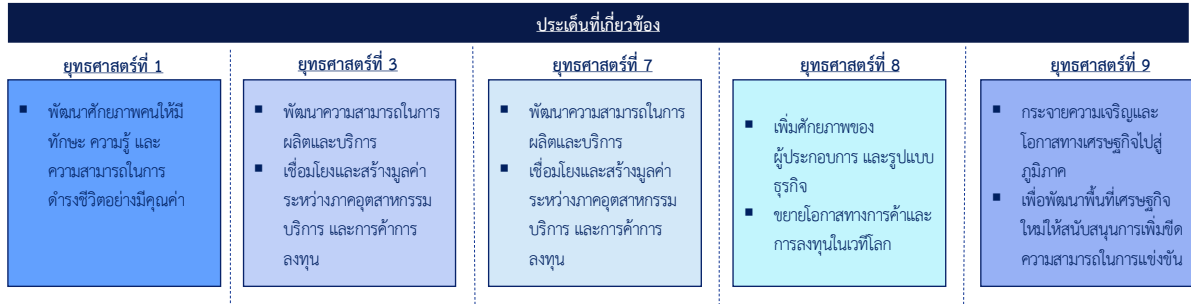 ประเด็นที่เกี่ยวข้อง
ยุทธศาสตร์ที่ 1
▪ พัฒนาศักยภาพคนให้มี
ทักษะ ความรู้ และ
ความสามารถในการ
ดำรงชีวิตอย่างมีคุณค่า
ยุทธศาสตร์ที่ 3
▪ พัฒนาความสามารถในการ
ผลิตและบริการ
▪ เชื่อมโยงและสร้างมูลค่า
ระหว่างภาคอุตสาหกรรม
บริการ และการค้าการ
ลงทุน
ยุทธศาสตร์ที่ 7
▪ พัฒนาความสามารถในการ
ผลิตและบริการ
▪ เชื่อมโยงและสร้างมูลค่า
ระหว่างภาคอุตสาหกรรม
บริการ และการค้าการ
ลงทุน
ยุทธศาสตร์ที่ 8
▪ เพิ่มศักยภาพของ
ผู้ประกอบการ และรูปแบบ
ธุรกิจ
▪ ขยายโอกาสทางการค้าและ
การลงทุนในเวทีโลก
ยุทธศาสตร์ที่ 9
▪ กระจายความเจริญและ
โอกาสทางเศรษฐกิจไปสู่
ภูมิภาค
▪ เพื่อพัฒนาพื้นที่เศรษฐกิจ
ใหม่ให้สนับสนุนการเพิ่มขีด
ความสามารถในการแข่งขัน